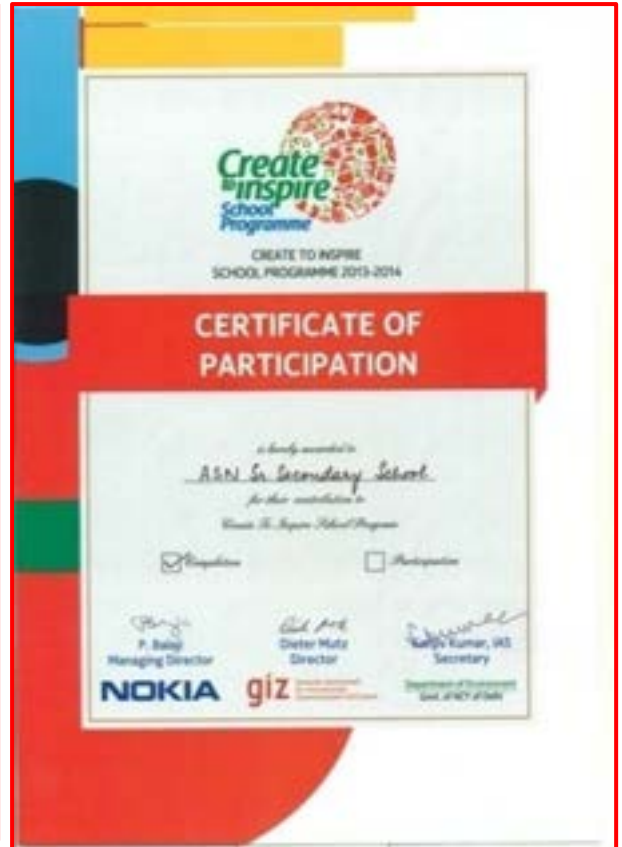 Create
to inspire
School
Programme
CREATE TO INSPIRE
SCHOOL PROGRAMME 2013-2014
CERTIFICATE OF
PARTICIPATION
is hereby awarded to
ASN Sr Secondary School
for their contribution to
Create To Inspire School Program
Completion
Participation
P. Balaji
Managing Director
Dieter Mutz
Director
Kumar, IAS
Secretary
NOKIA
giz
Department of Environment
Govt. of NCT of Delhi